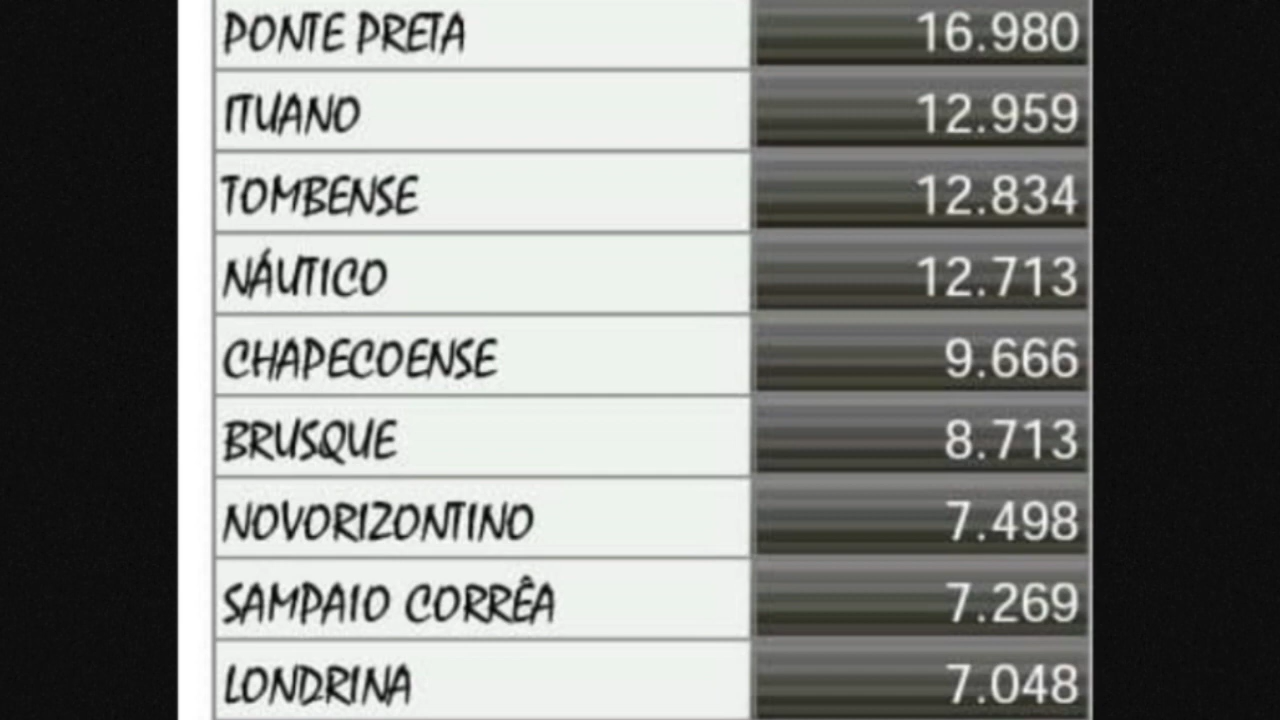 PONTE PRETA 16.980
ITUANO 12.959
TOMBENSE 12.834
NÁUTICO 12.713
CHAPECOENSE 9.666
BRUSQUE 8.713
NOVORIZONTINO 7.498
SAMPAIO CORRÊA 7.269
LONDRINA 7.048